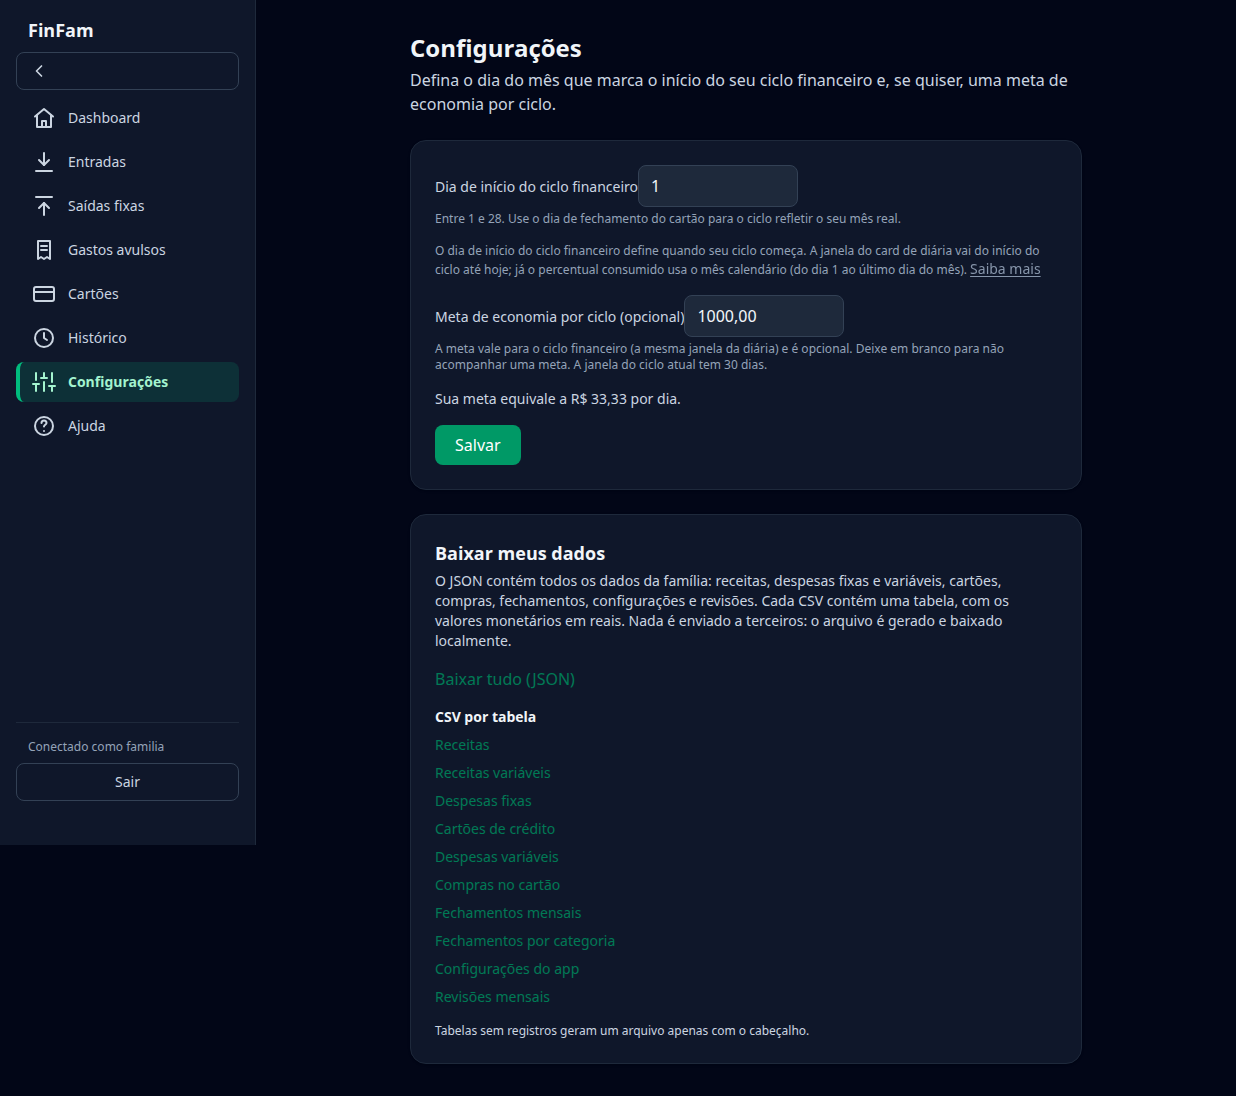 FinFam
Dashboard
Entradas
Saídas fixas
Gastos avulsos
Cartões
Histórico
Configurações
Ajuda
Conectado como familia
Sair
Configurações
Defina o dia do mês que marca o início do seu ciclo financeiro e, se quiser, uma meta de
economia por ciclo.
Dia de início do ciclo financeiro 1
Entre 1 e 28. Use o dia de fechamento do cartão para o ciclo refletir o seu mês real.
O dia de início do ciclo financeiro define quando seu ciclo começa. A janela do card de diária vai do início do
ciclo até hoje; já o percentual consumido usa o mês calendário (do dia 1 ao último dia do mês). Saiba mais
Meta de economia por ciclo (opcional) 1000,00
A meta vale para o ciclo financeiro (a mesma janela da diária) e é opcional. Deixe em branco para não
acompanhar uma meta. A janela do ciclo atual tem 30 dias.
Sua meta equivale a R$ 33,33 por dia.
Salvar
Baixar meus dados
O JSON contém todos os dados da família: receitas, despesas fixas e variáveis, cartões,
compras, fechamentos, configurações e revisões. Cada CSV contém uma tabela, com os
valores monetários em reais. Nada é enviado a terceiros: o arquivo é gerado e baixado
localmente.
Baixar tudo (JSON)
CSV por tabela
Receitas
Receitas variáveis
Despesas fixas
Cartões de crédito
Despesas variáveis
Compras no cartão
Fechamentos mensais
Fechamentos por categoria
Configurações do app
Revisões mensais
Tabelas sem registros geram um arquivo apenas com o cabeçalho.